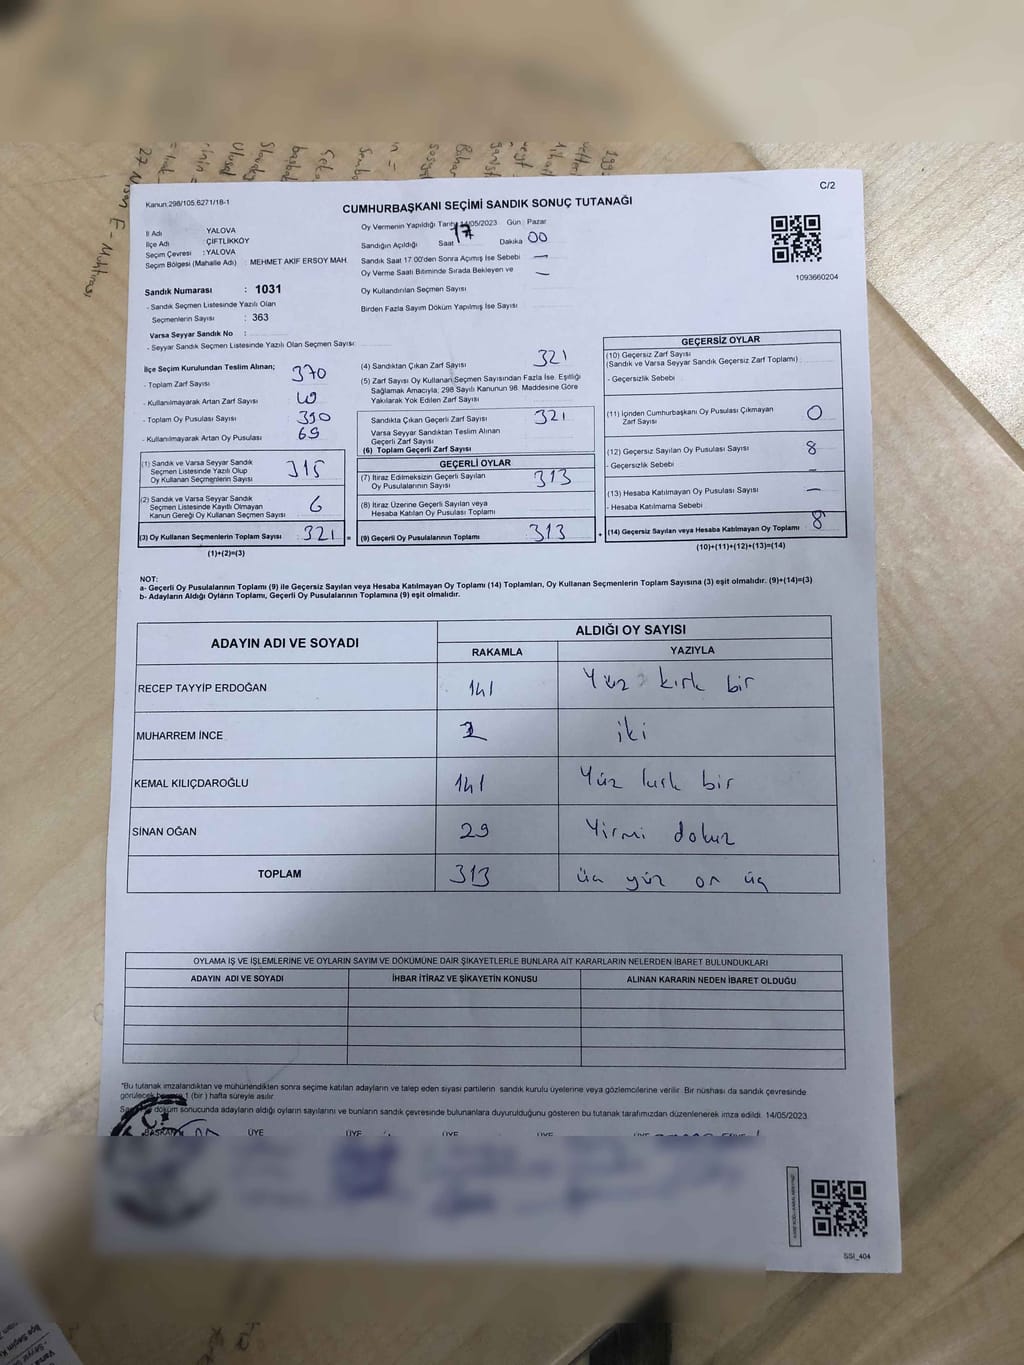 C/2
Kanun:298/105,6271/18-1
CUMHURBAŞKANI SEÇİMİ SANDIK SONUÇ TUTANAĞI
İl Adı YALOVA
İlçe Adı : ÇİFTLİKKÖY
Seçim Çevresi : YALOVA
Seçim Bölgesi (Mahalle Adı) : MEHMET AKİF ERSOY MAH.
Oy Vermenin Yapıldığı Tarih: 14/05/2023 Gün: Pazar
Sandığın Açıldığı Saat 17 Dakika 00
Sandık Saat 17:00'den Sonra Açımış İse Sebebi —
Oy Verme Saati Bitiminde Sırada Bekleyen ve —
Oy Kullandırılan Seçmen Sayısı
Birden Fazla Sayım Döküm Yapılmış İse Sayısı
1093660204
Sandık Numarası : 1031
- Sandık Seçmen Listesinde Yazılı Olan
Seçmenlerin Sayısı : 363
Varsa Seyyar Sandık No :
- Seyyar Sandık Seçmen Listesinde Yazılı Olan Seçmen Sayısı:
İlçe Seçim Kurulundan Teslim Alınan;
- Toplam Zarf Sayısı 370
- Kullanılmayarak Artan Zarf Sayısı
- Toplam Oy Pusulası Sayısı 390
- Kullanılmayarak Artan Oy Pusulası 69
(1) Sandık ve Varsa Seyyar Sandık
Seçmen Listesinde Yazılı Olup
Oy Kullanan Seçmenlerin Sayısı 315
(2) Sandık ve Varsa Seyyar Sandık
Seçmen Listesinde Kayıtlı Olmayan
Kanun Gereği Oy Kullanan Seçmen Sayısı 6
(3) Oy Kullanan Seçmenlerin Toplam Sayısı : 321 =
(1)+(2)=(3)
(4) Sandıktan Çıkan Zarf Sayısı 321
(5) Zarf Sayısı Oy Kullanan Seçmen Sayısından Fazla İse, Eşitliği
Sağlamak Amacıyla; 298 Sayılı Kanunun 98. Maddesine Göre
Yakılarak Yok Edilen Zarf Sayısı
Sandıkta Çıkan Geçerli Zarf Sayısı 321
Varsa Seyyar Sandıktan Teslim Alınan
Geçerli Zarf Sayısı
(6) Toplam Geçerli Zarf Sayısı
GEÇERLİ OYLAR
(7) İtiraz Edilmeksizin Geçerli Sayılan
Oy Pusulalarının Sayısı 313
(8) İtiraz Üzerine Geçerli Sayılan veya
Hesaba Katılan Oy Pusulası Toplamı
(9) Geçerli Oy Pusulalarının Toplamı 313 +
GEÇERSİZ OYLAR
(10) Geçersiz Zarf Sayısı
(Sandık ve Varsa Seyyar Sandık Geçersiz Zarf Toplamı)
- Geçersizlik Sebebi
(11) İçinden Cumhurbaşkanı Oy Pusulası Çıkmayan
Zarf Sayısı 0
(12) Geçersiz Sayılan Oy Pusulası Sayısı 8
- Geçersizlik Sebebi —
(13) Hesaba Katılmayan Oy Pusulası Sayısı —
- Hesaba Katılmama Sebebi
(14) Geçersiz Sayılan veya Hesaba Katılmayan Oy Toplamı 8
(10)+(11)+(12)+(13)=(14)
NOT:
a- Geçerli Oy Pusulalarının Toplamı (9) ile Geçersiz Sayılan veya Hesaba Katılmayan Oy Toplamı (14) Toplamları, Oy Kullanan Seçmenlerin Toplam Sayısına (3) eşit olmalıdır. (9)+(14)=(3)
b- Adayların Aldığı Oyların Toplamı, Geçerli Oy Pusulalarının Toplamına (9) eşit olmalıdır.
ADAYIN ADI VE SOYADI
ALDIĞI OY SAYISI
RAKAMLA YAZIYLA
RECEP TAYYİP ERDOĞAN 141 Yüz kırk bir
MUHARREM İNCE 2 iki
KEMAL KILIÇDAROĞLU 141 Yüz kırk bir
SİNAN OĞAN 29 Yirmi dokuz
TOPLAM 313 üç yüz on üç
OYLAMA İŞ VE İŞLEMLERİNE VE OYLARIN SAYIM VE DÖKÜMÜNE DAİR ŞİKAYETLERLE BUNLARA AİT KARARLARIN NELERDEN İBARET BULUNDUKLARI
ADAYIN ADI VE SOYADI İHBAR İTİRAZ VE ŞİKAYETİN KONUSU ALINAN KARARIN NEDEN İBARET OLDUĞU
"Bu tutanak imzalandıktan ve mühürlendikten sonra seçime katılan adayların ve talep eden siyasi partilerin sandık kurulu üyelerine veya gözlemcilerine verilir. Bir nüshası da sandık çevresinde
görülecek 1 (bir) hafta süreyle asılır.
döküm sonucunda adayların aldığı oyların sayılarını ve bunların sandık çevresinde bulunanlara duyurulduğunu gösteren bu tutanak tarafımızdan düzenlenerek imza edildi. 14/05/2023
BAŞKAN ÜYE ÜYE ÜYE ÜYE ÜYE
SSI_404